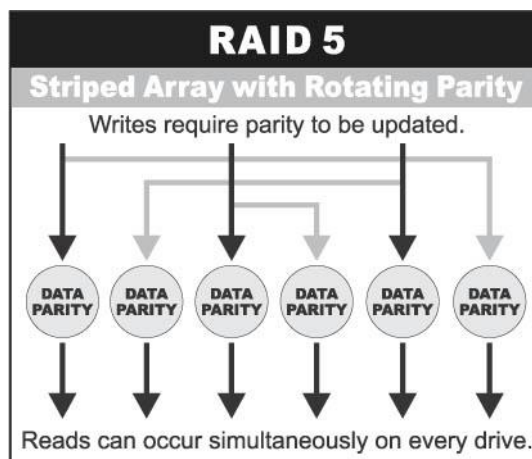 RAID 5
Striped Array with Rotating Parity
Writes require parity to be updated.
DATA DATA DATA DATA DATA DATA
PARITY PARITY PARITY PARITY PARITY PARITY
Reads can occur simultaneously on every drive.